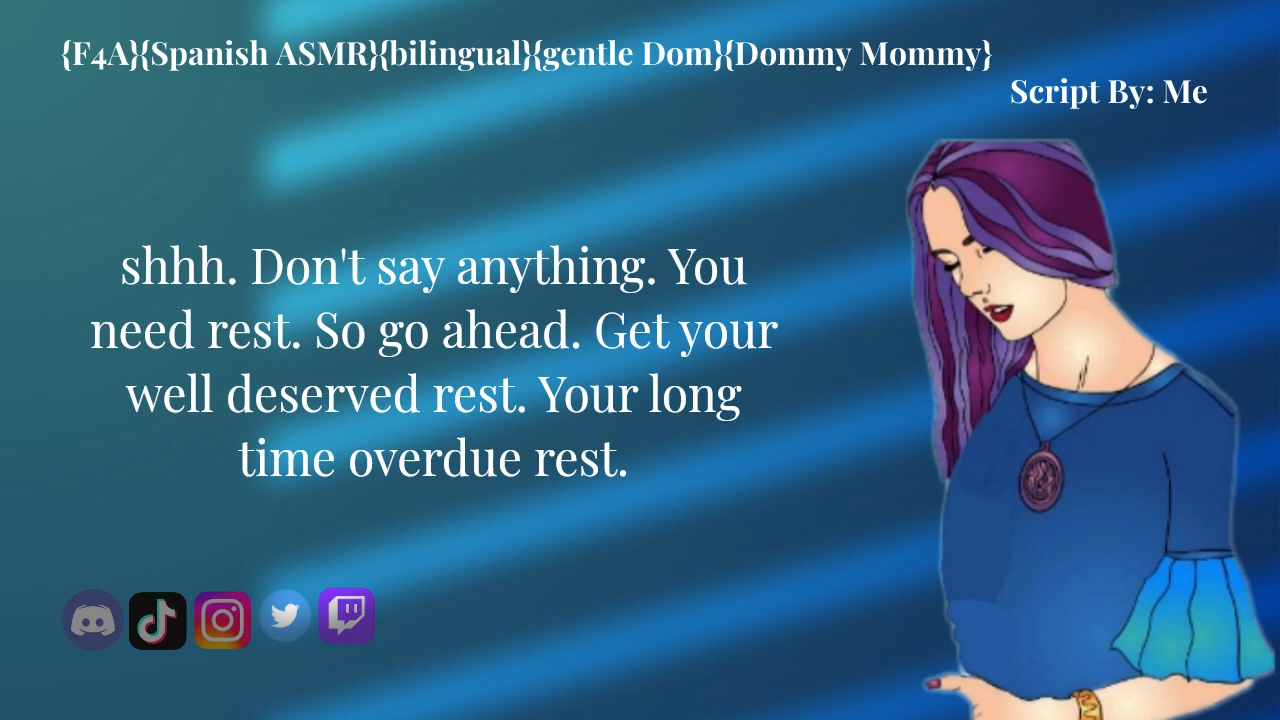 {F4A}{Spanish ASMR}{bilingual}{gentle Dom}{Dommy Mommy}
Script By: Me
shhh. Don't say anything. You
need rest. So go ahead. Get your
well deserved rest. Your long
time overdue rest.